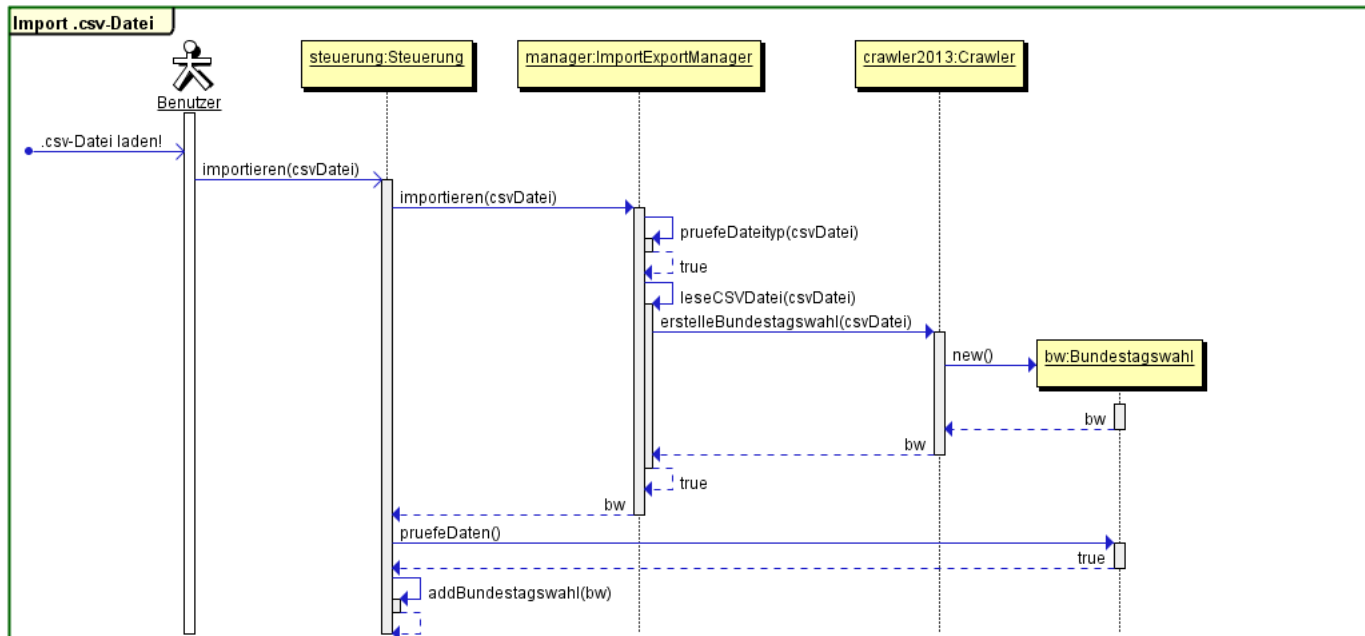 Import .csv-Datei
steuerung:Steuerung
manager:ImportExportManager
crawler2013:Crawler
Benutzer
.csv-Datei laden!
importieren(csvDatei)
importieren(csvDatei)
pruefeDateityp(csvDatei)
true
leseCSVDatei(csvDatei)
erstelleBundestagswahl(csvDatei)
new()
bw:Bundestagswahl
bw
bw
true
bw
pruefeDaten()
true
addBundestagswahl(bw)